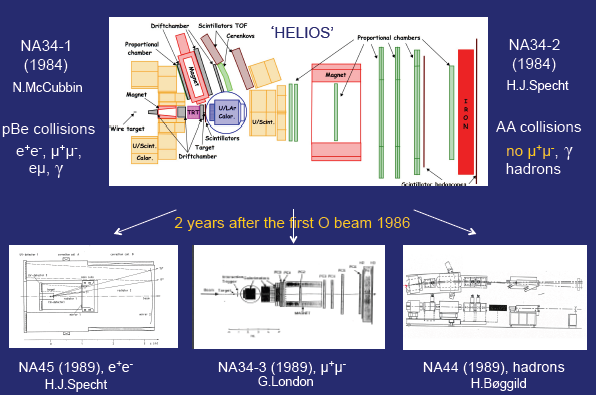 NA34-1
(1984)
N.McCubbin
pBe collisions
e+e-, μ+μ-,
eμ, γ
Driftchamber
Scintillators TOF
Cerenkovs
Proportional
chamber
Magnet
Magnet
Wire target
U/Scint.
Calor.
TRT
U/LAr
Calor.
Scintillators
Target
Driftchamber
U/Scint.
'HELIOS'
Proportional chambers
Magnet
IRON
Scintillator hodoscopes
NA34-2
(1984)
H.J.Specht
AA collisions
no μ+μ-, γ
hadrons
2 years after the first O beam 1986
NA45 (1989), e+e-
H.J.Specht
MAGNET
NA34-3 (1989), μ+μ-
G.London
NA44 (1989), hadrons
H.Bøggild